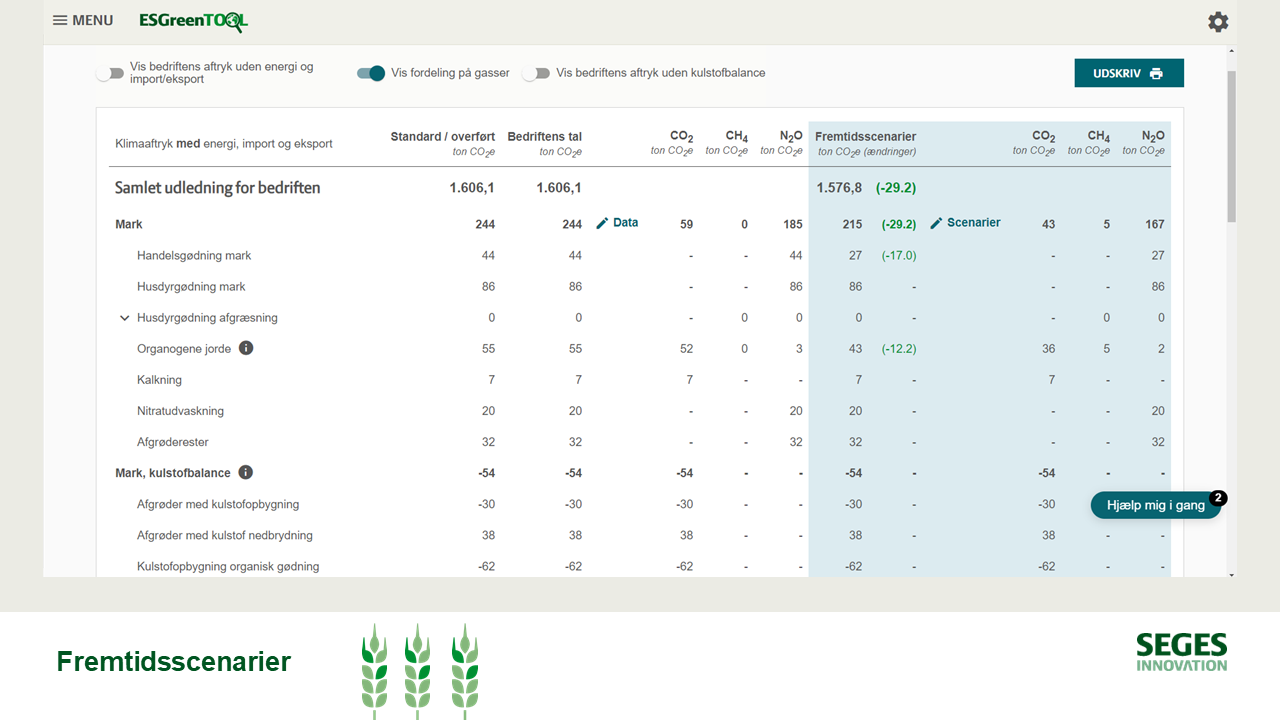 MENU ESGreenTOOL
Vis bedriftens aftryk uden energi og import/eksport
Vis fordeling på gasser
Vis bedriftens aftryk uden kulstofbalance
UDSKRIV
Klimaaftryk med energi, import og eksport Standard / overført Bedriftens tal CO2 CH4 N2O Fremtidsscenarier CO2 CH4 N2O
ton CO2e ton CO2e ton CO2e ton CO2e ton CO2e ton CO2e (ændringer) ton CO2e ton CO2e ton CO2e
Samlet udledning for bedriften 1.606,1 1.606,1 1.576,8 (-29.2)
Mark 244 244 Data 59 0 185 215 (-29.2) Scenarier 43 5 167
Handelsgødning mark 44 44 - - 44 27 (-17.0) - - 27
Husdyrgødning mark 86 86 - - 86 86 - - - 86
Husdyrgødning afgræsning 0 0 - 0 0 0 - - 0 0
Organogene jorde 55 55 52 0 3 43 (-12.2) 36 5 2
Kalkning 7 7 7 - - 7 - 7 - -
Nitratudvaskning 20 20 - - 20 20 - - - 20
Afgrøderester 32 32 - - 32 32 - - - 32
Mark, kulstofbalance -54 -54 -54 - - -54 - -54 - -
Afgrøder med kulstofopbygning -30 -30 -30 - - -30 - -30
Hjælp mig i gang 2
Afgrøder med kulstof nedbrydning 38 38 38 - - 38 - 38 - -
Kulstofopbygning organisk gødning -62 -62 -62 - - -62 - -62 - -
Fremtidsscenarier
SEGES
INNOVATION